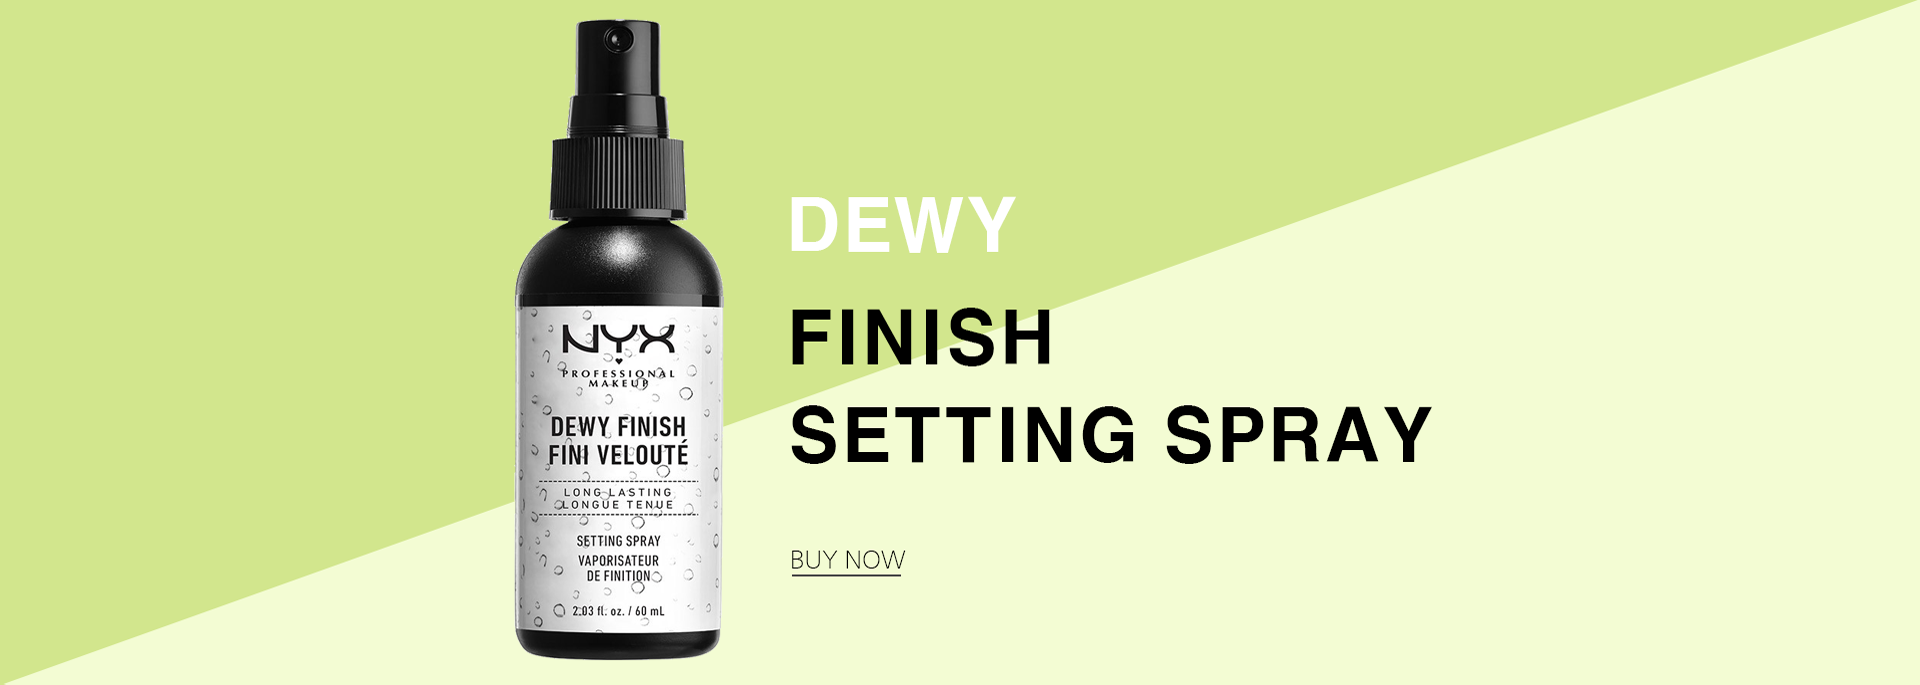 NYX
PROFESSIONAL
MAKEUP
DEWY FINISH
FINI VELOUTÉ
LONG LASTING
LONGUE TENUE
SETTING SPRAY
VAPORISATEUR
DE FINITION
2.03 fl. oz. / 60 mL
DEWY
FINISH
SETTING SPRAY
BUY NOW